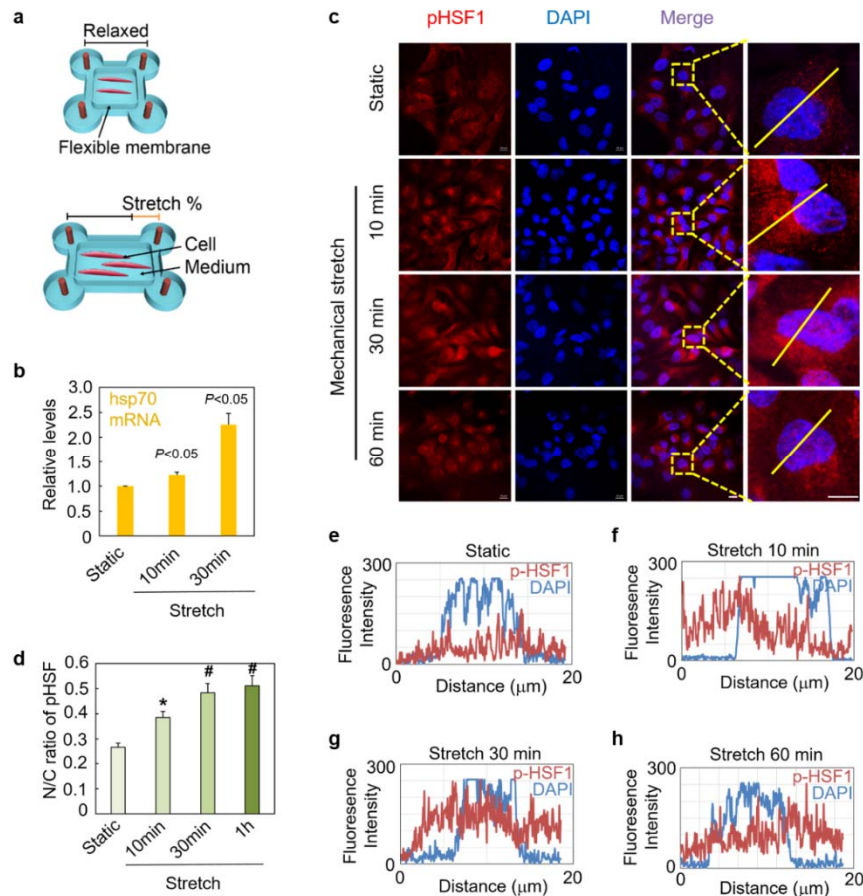 a
Relaxed
Flexible membrane
Stretch %
Cell
Medium
b
hsp70
mRNA
Relative levels
3.0
2.5
2.0
1.5
1.0
0.5
0
P<0.05
P<0.05
Static
10min
30min
Stretch
c
pHSF1
DAPI
Merge
Static
Mechanical stretch
10 min
30 min
60 min
d
N/C ratio of pHSF
0.6
0.5
0.4
0.3
0.2
0.1
0.0
*
#
#
Static
10min
30min
1h
Stretch
e
Static
p-HSF1
DAPI
Fluoresence
Intensity
300
0
0
20
Distance (μm)
f
Stretch 10 min
p-HSF1
DAPI
Fluoresence
Intensity
300
0
0
20
Distance (μm)
g
Stretch 30 min
p-HSF1
DAPI
Fluoresence
Intensity
300
0
0
20
Distance (μm)
h
Stretch 60 min
p-HSF1
DAPI
Fluoresence
Intensity
300
0
0
20
Distance (μm)